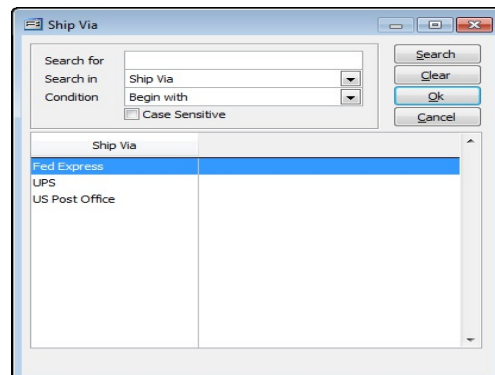 Ship Via
Search for
Search in Ship Via
Condition Begin with
Case Sensitive
Search
Clear
Ok
Cancel
Ship Via
Fed Express
UPS
US Post Office